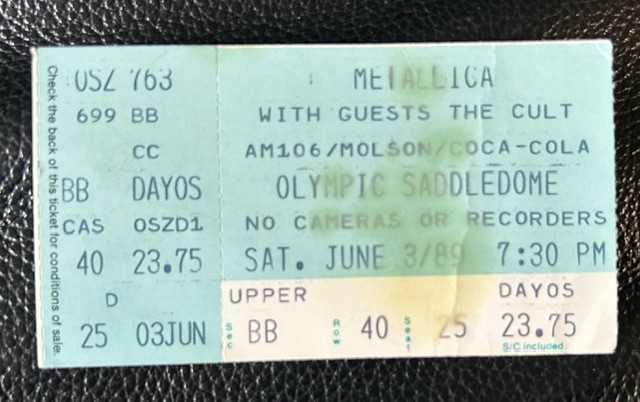 Check the back of this ticket for conditions of sale.
OSZ 763
METALLICA
699 BB
WITH GUESTS THE CULT
CC
AM106/MOLSON/COCA-COLA
BB DAYOS
OLYMPIC SADDLEDOME
CAS OSZD1
NO CAMERAS OR RECORDERS
40 23.75
SAT. JUNE 3/89 7:30 PM
D
UPPER DAYOS
25 03JUN
Sec BB Row 40 Seat 25 23.75
S/C included